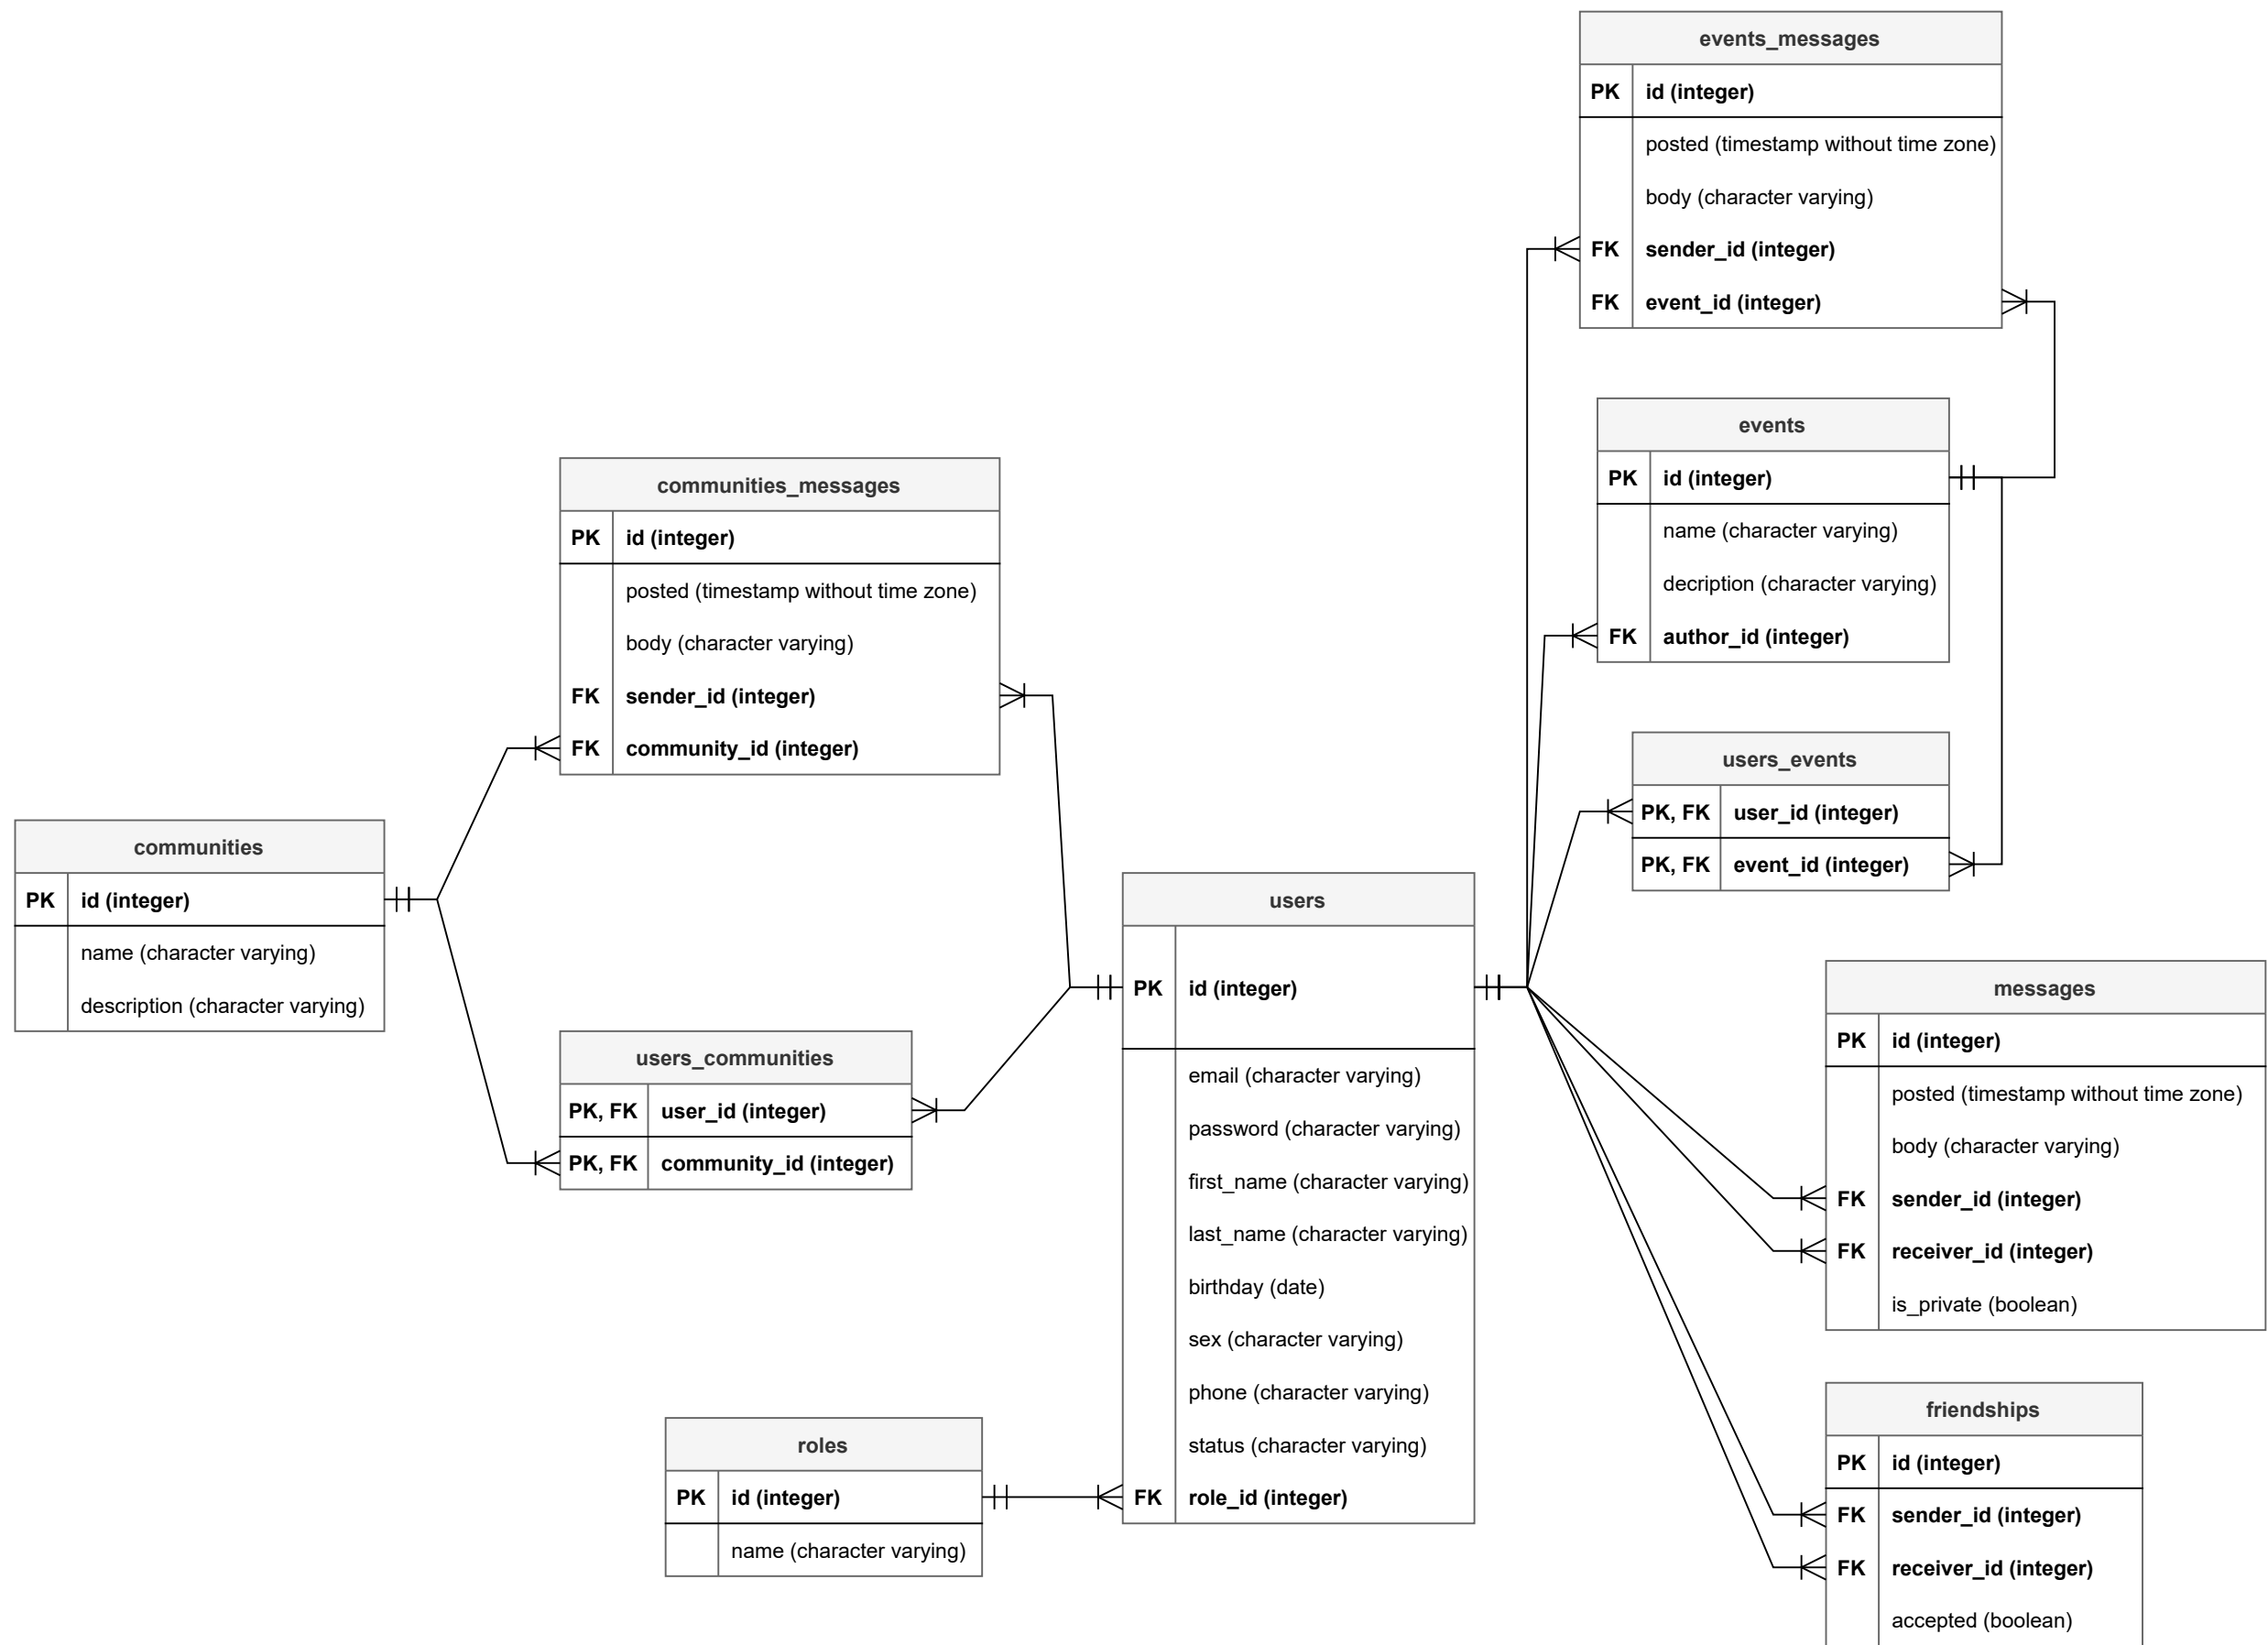 events_messages
PK id (integer)
posted (timestamp without time zone)
body (character varying)
FK sender_id (integer)
FK event_id (integer)
events
PK id (integer)
name (character varying)
decription (character varying)
FK author_id (integer)
communities_messages
PK id (integer)
posted (timestamp without time zone)
body (character varying)
FK sender_id (integer)
FK community_id (integer)
users_events
PK, FK user_id (integer)
PK, FK event_id (integer)
communities
PK id (integer)
name (character varying)
description (character varying)
users
PK id (integer)
email (character varying)
password (character varying)
first_name (character varying)
last_name (character varying)
birthday (date)
sex (character varying)
phone (character varying)
status (character varying)
FK role_id (integer)
messages
PK id (integer)
posted (timestamp without time zone)
body (character varying)
FK sender_id (integer)
FK receiver_id (integer)
is_private (boolean)
users_communities
PK, FK user_id (integer)
PK, FK community_id (integer)
roles
PK id (integer)
name (character varying)
friendships
PK id (integer)
FK sender_id (integer)
FK receiver_id (integer)
accepted (boolean)